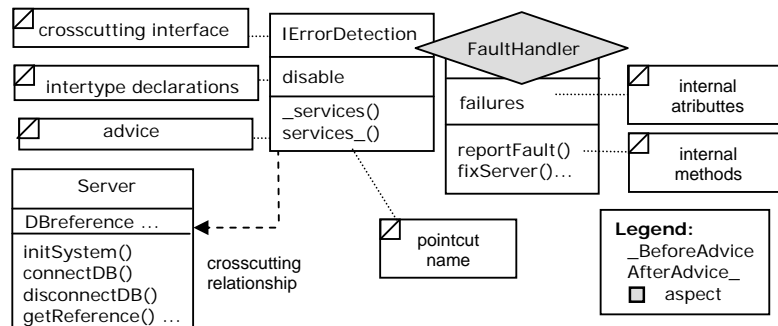 crosscutting interface
intertype declarations
advice
IErrorDetection
disable
_services()
services_()
FaultHandler
failures
reportFault()
fixServer()...
internal
atributtes
internal
methods
Server
DBreference ...
initSystem()
connectDB()
disconnectDB()
getReference() ...
crosscutting
relationship
pointcut
name
Legend:
_BeforeAdvice
AfterAdvice_
aspect